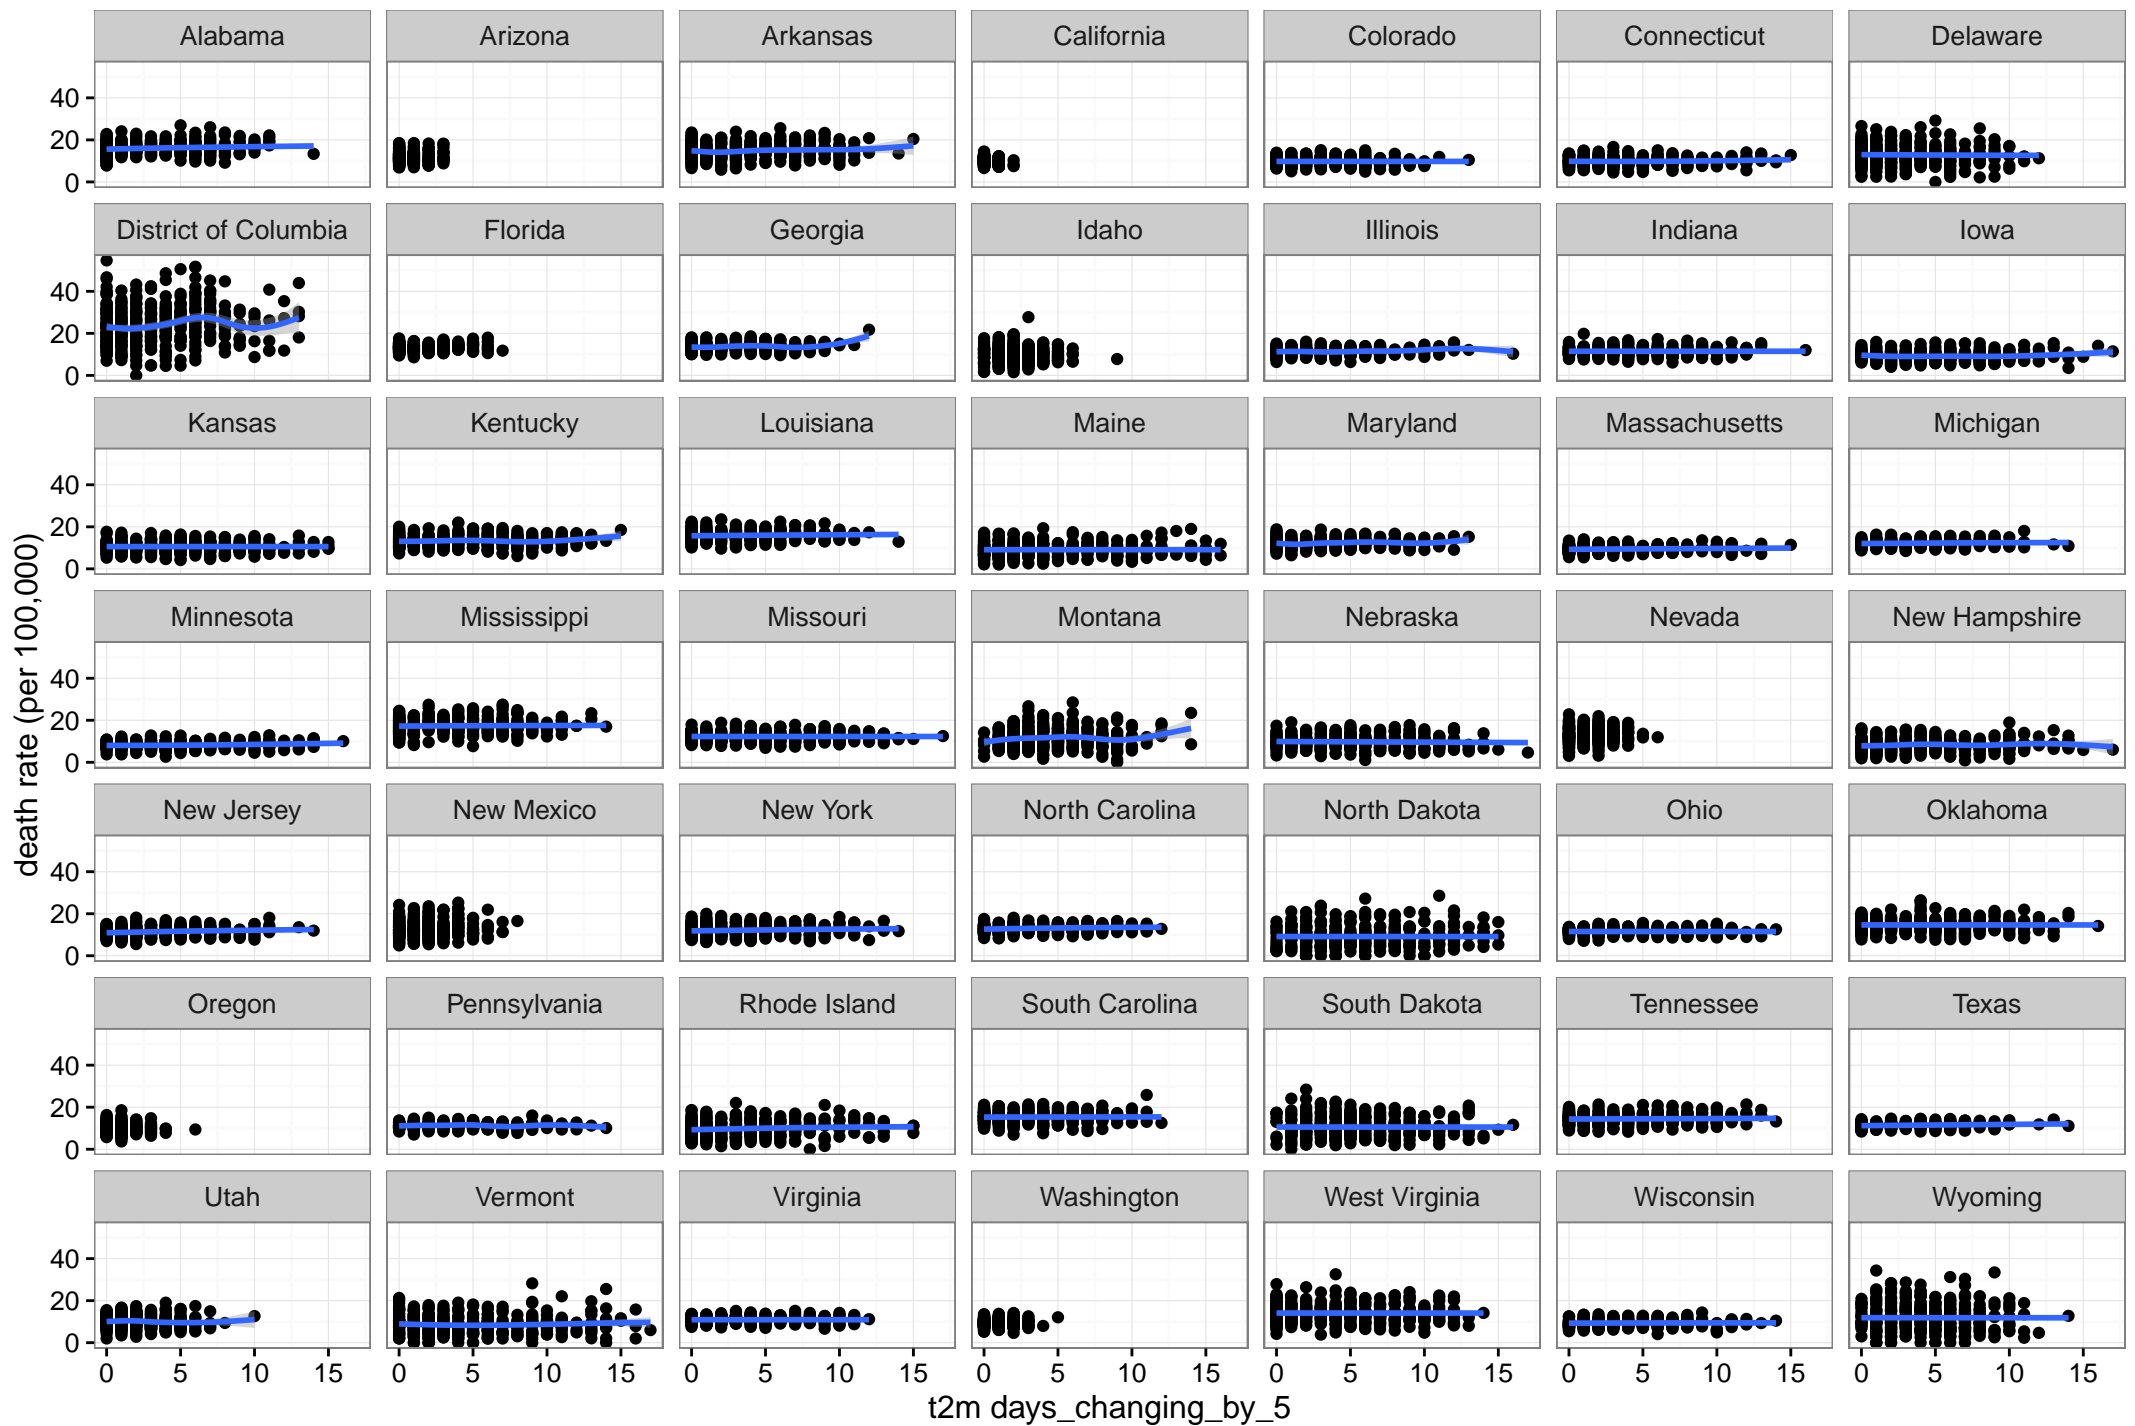 Alabama Arizona Arkansas California Colorado Connecticut Delaware
40
20
0
District of Columbia Florida Georgia Idaho Illinois Indiana Iowa
40
20
0
Kansas Kentucky Louisiana Maine Maryland Massachusetts Michigan
40
20
0
death rate (per 100,000)
Minnesota Mississippi Missouri Montana Nebraska Nevada New Hampshire
40
20
0
New Jersey New Mexico New York North Carolina North Dakota Ohio Oklahoma
40
20
0
Oregon Pennsylvania Rhode Island South Carolina South Dakota Tennessee Texas
40
20
0
Utah Vermont Virginia Washington West Virginia Wisconsin Wyoming
40
20
0
0 5 10 15 0 5 10 15 0 5 10 15 0 5 10 15 0 5 10 15 0 5 10 15 0 5 10 15
t2m days_changing_by_5